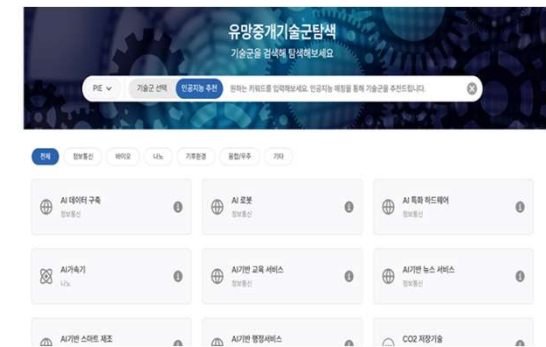 유망중개기술군탐색
기술군을 검색해 탐색해보세요
PIE 기술군 선택 인공지능 추천 원하는 키워드를 입력해보세요. 인공지능 매칭을 통해 기술군을 추천드립니다.
전체 정보통신 바이오 나노 기후환경 융합/우주 기타
AI 데이터 구축
정보통신
AI 로봇
정보통신
AI 특화 하드웨어
정보통신
AI가속기
나노
AI기반 교육 서비스
정보통신
AI기반 뉴스 서비스
정보통신
AI기반 스마트 제조
AI기반 행정서비스
CO2 저장기술